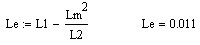 Le := L1 - Lm²/L2    Le = 0.011